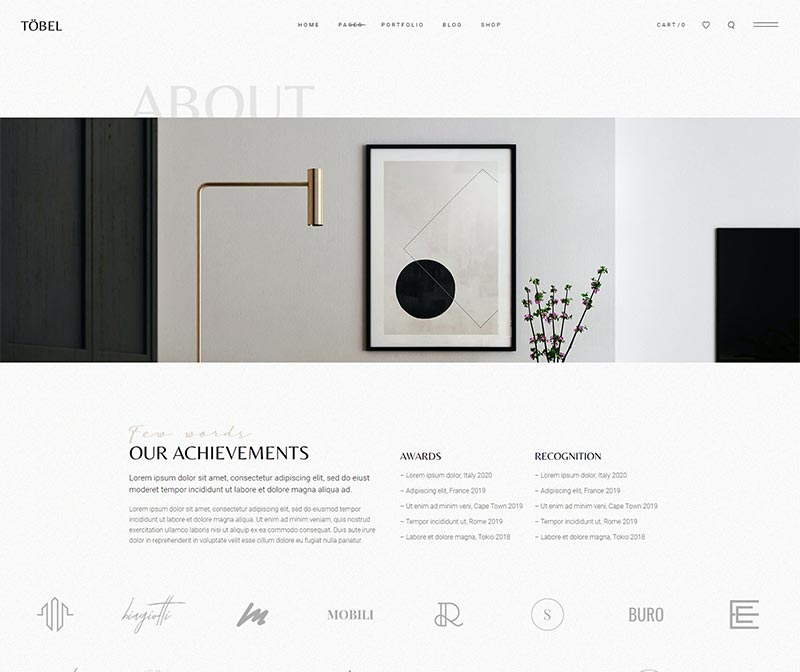 TÖBEL
HOME PAGES PORTFOLIO BLOG SHOP
CART /0
ABOUT
Few words
OUR ACHIEVEMENTS
Lorem ipsum dolor sit amet, consectetur adipiscing elit, sed do eiust
moderet tempor incididunt ut labore et dolore magna aliqua ad.
Lorem ipsum dolor sit amet, consectetur adipiscing elit, sed do eiusmod tempor
incididunt ut labore et dolore magna aliqua. Ut enim ad minim veniam, quis nostrud
exercitation ullamco laboris nisi ut aliquip ex ea commodo consequat. Duis aute irure
dolor in reprehenderit in voluptate velit esse cillum dolore eu fugiat nulla pariatur.
AWARDS
– Lorem ipsum dolor, Italy 2020
– Adipiscing elit, France 2019
– Ut enim ad minim veni, Cape Town 2019
– Tempor incididunt ut, Rome 2019
– Labore et dolore magna, Tokio 2018
RECOGNITION
– Lorem ipsum dolor, Italy 2020
– Adipiscing elit, France 2019
– Ut enim ad minim veni, Cape Town 2019
– Tempor incididunt ut, Rome 2019
– Labore et dolore magna, Tokio 2018
biagiotti m MOBILI R S BURO E